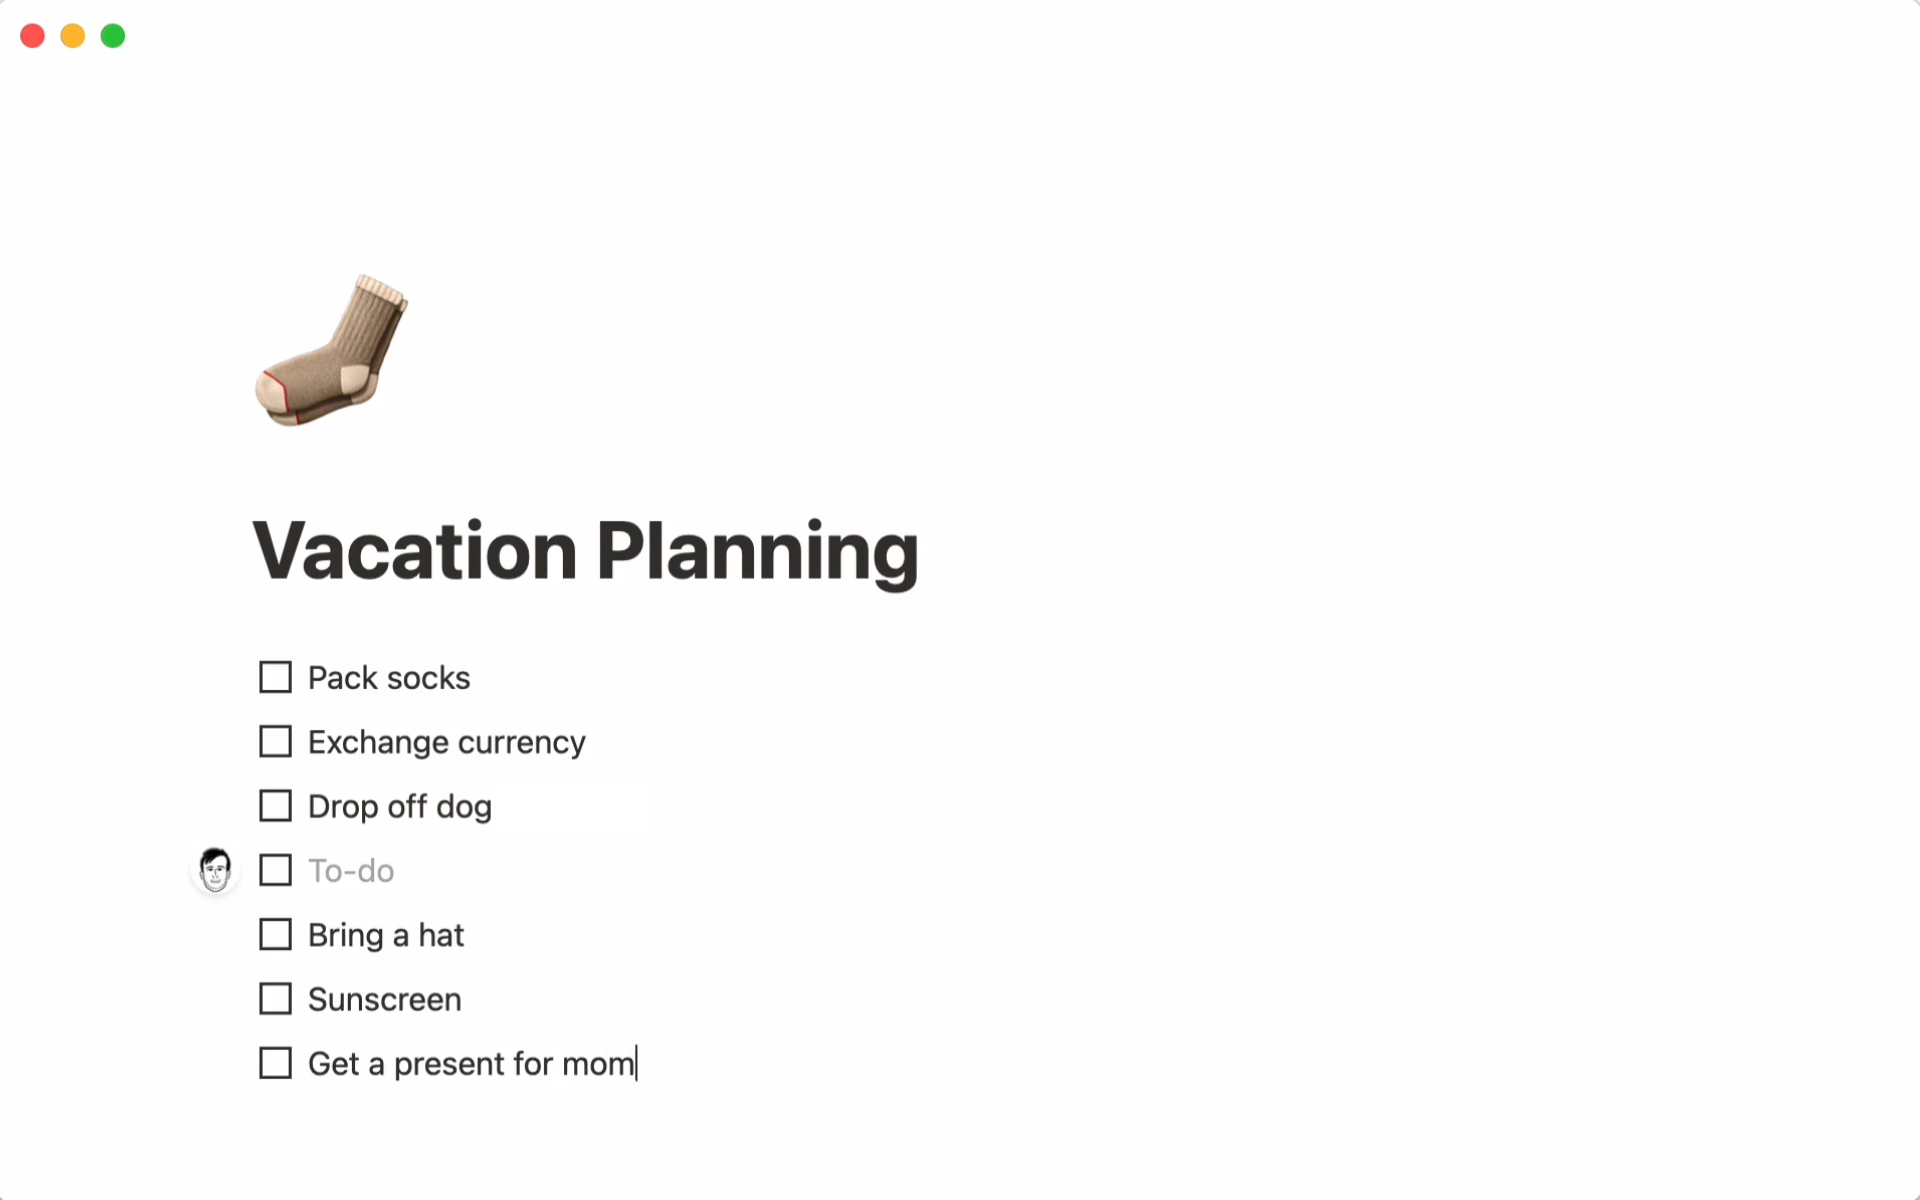 Vacation Planning
Pack socks
Exchange currency
Drop off dog
To-do
Bring a hat
Sunscreen
Get a present for mom